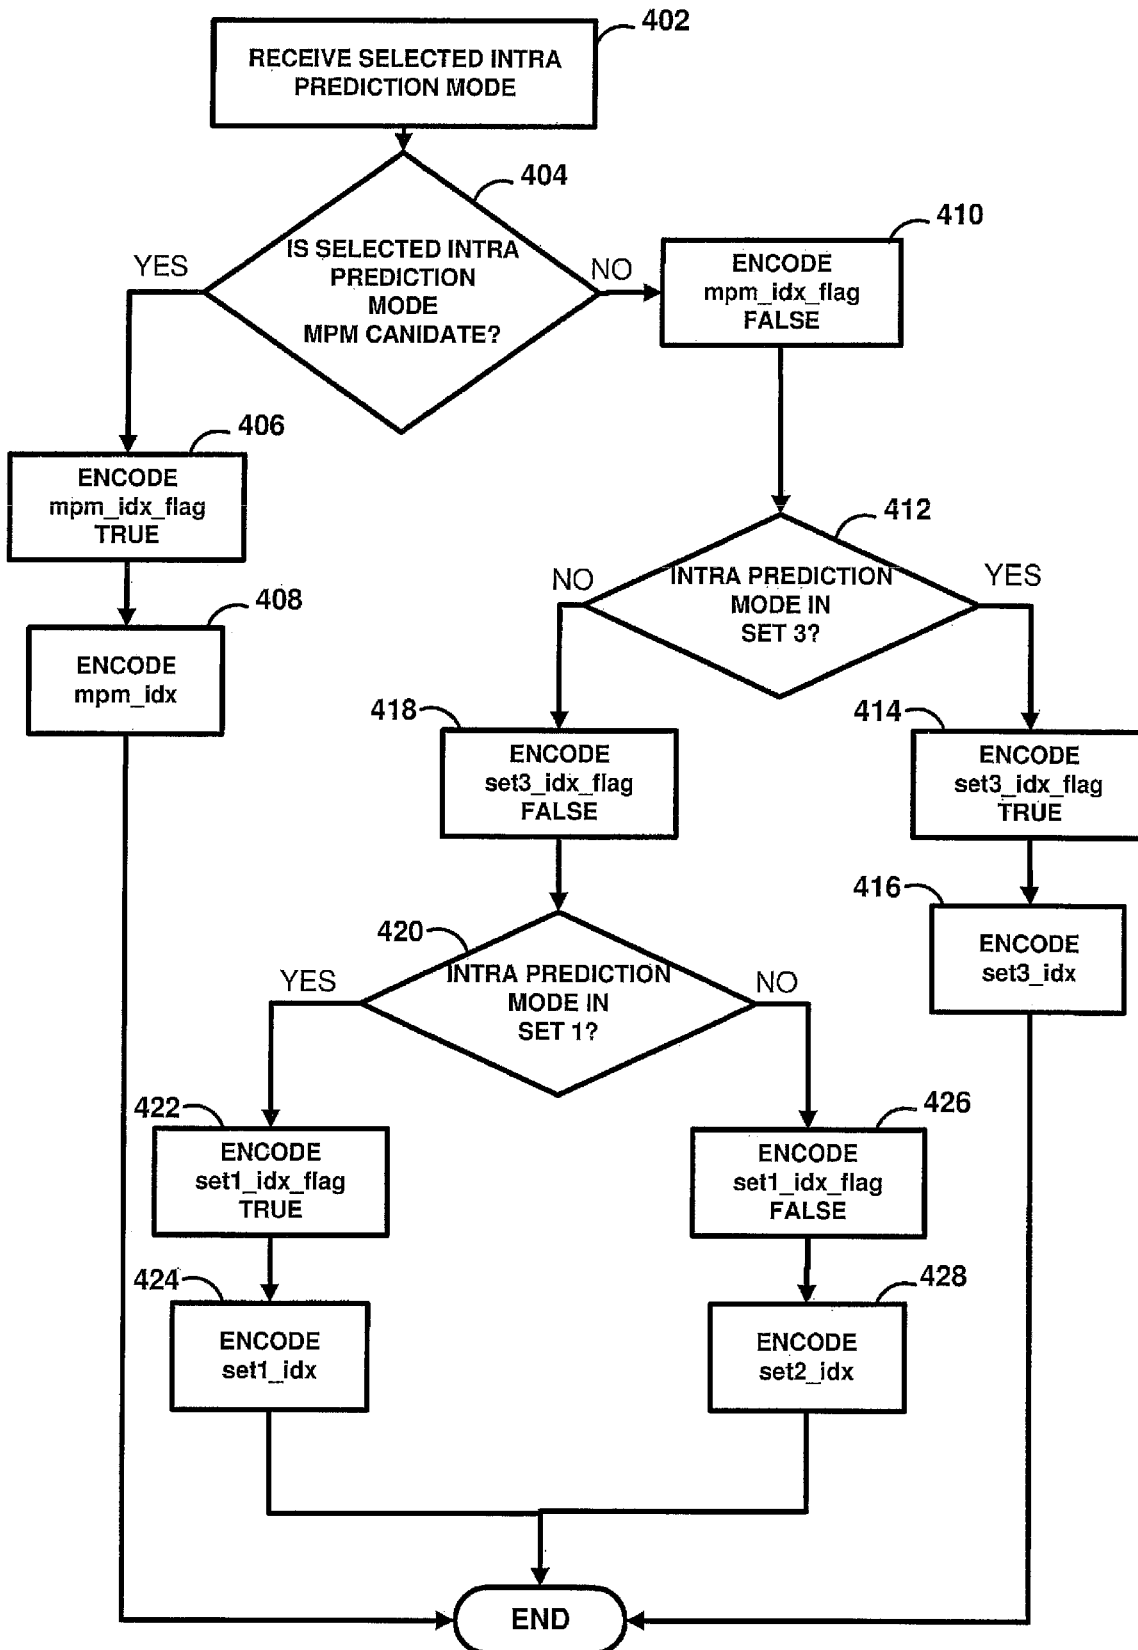 402
RECEIVE SELECTED INTRA
PREDICTION MODE
404
IS SELECTED INTRA
PREDICTION
MODE
MPM CANIDATE?
YES
NO
410
ENCODE
mpm_idx_flag
FALSE
406
ENCODE
mpm_idx_flag
TRUE
408
ENCODE
mpm_idx
412
INTRA PREDICTION
MODE IN
SET 3?
NO
YES
418
ENCODE
set3_idx_flag
FALSE
414
ENCODE
set3_idx_flag
TRUE
416
ENCODE
set3_idx
420
INTRA PREDICTION
MODE IN
SET 1?
YES
NO
422
ENCODE
set1_idx_flag
TRUE
426
ENCODE
set1_idx_flag
FALSE
424
ENCODE
set1_idx
428
ENCODE
set2_idx
END